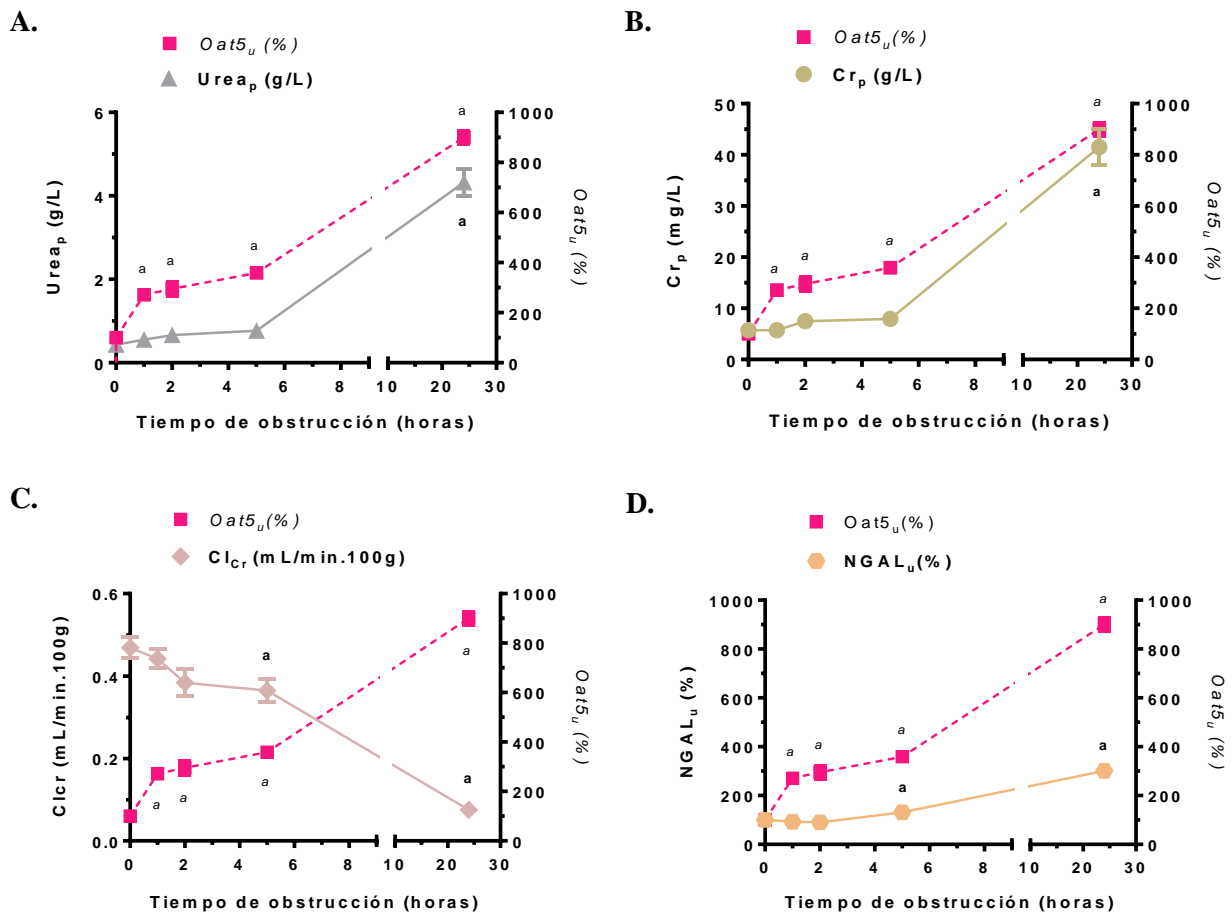 A.
Oat5u (%)
Ureap (g/L)
a
6
1000
4
800
600
2
400
200
0
0
a
a
a
a
Ureap (g/L)
Oat5u (%)
0 2 4 6 8 10 20 30
Tiempo de obstrucción (horas)
B.
Oat5u (%)
Crp (g/L)
a
50
1000
40
800
30
600
20
400
10
200
0
0
a
a
a
a
Crp (mg/L)
Oat5u (%)
0 2 4 6 8 10 20 30
Tiempo de obstrucción (horas)
C.
Oat5u (%)
ClCr (mL/min.100g)
0.6
1000
800
0.4
600
400
0.2
200
0.0
0
a
a
a
a
a
a
Clcr (mL/min.100g)
Oat5u (%)
0 2 4 6 8 10 20 30
Tiempo de obstrucción (horas)
D.
Oat5u(%)
NGALu(%)
1000
1000
800
800
600
600
400
400
200
200
0
0
a
a
a
a
a
a
NGALu (%)
Oat5u (%)
0 2 4 6 8 10 20 30
Tiempo de obstrucción (horas)